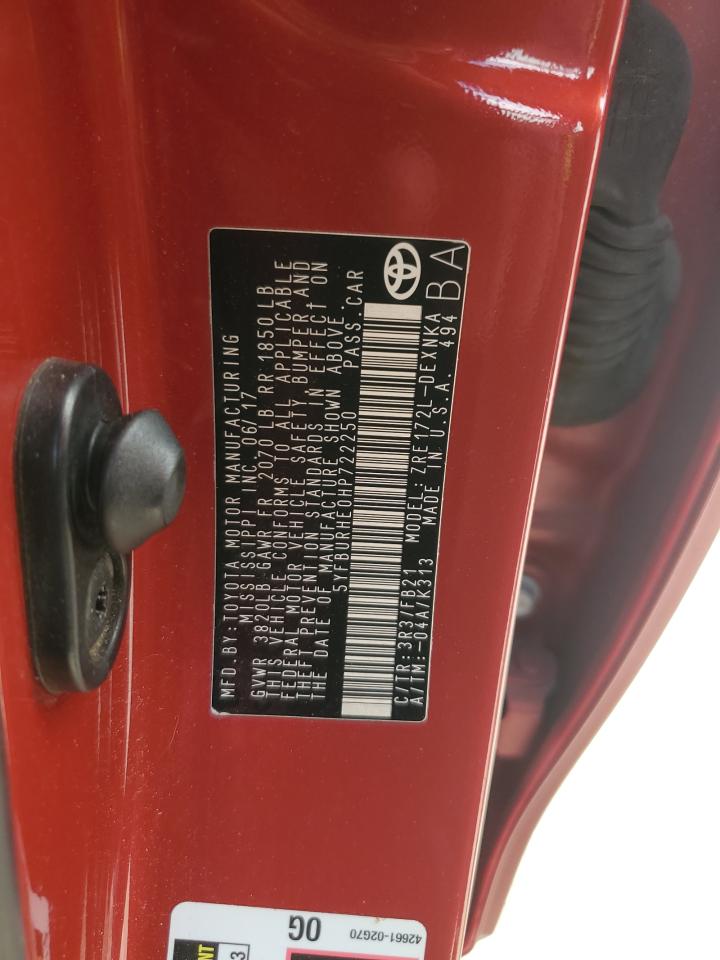 MFD.BY:TOYOTA MOTOR MANUFACTURING
MISSISSIPPI INC.06/17
GVWR 3820LB GAWR FR 2070 LB RR 1850 LB
THIS VEHICLE CONFORMS TO ALL APPLICABLE
FEDERAL MOTOR VEHICLE SAFETY, BUMPER AND
THEFT PREVENTION STANDARDS IN EFFECT ON
THE DATE OF MANUFACTURE SHOWN ABOVE.
5YFBURHE0HP722250 PASS.CAR
C/TR:3R3/FB21 MODEL:ZRE172L-DEXNKA
A/TM:-04A/K313 MADE IN U.S.A. 494
BA
42661-02G70
0G